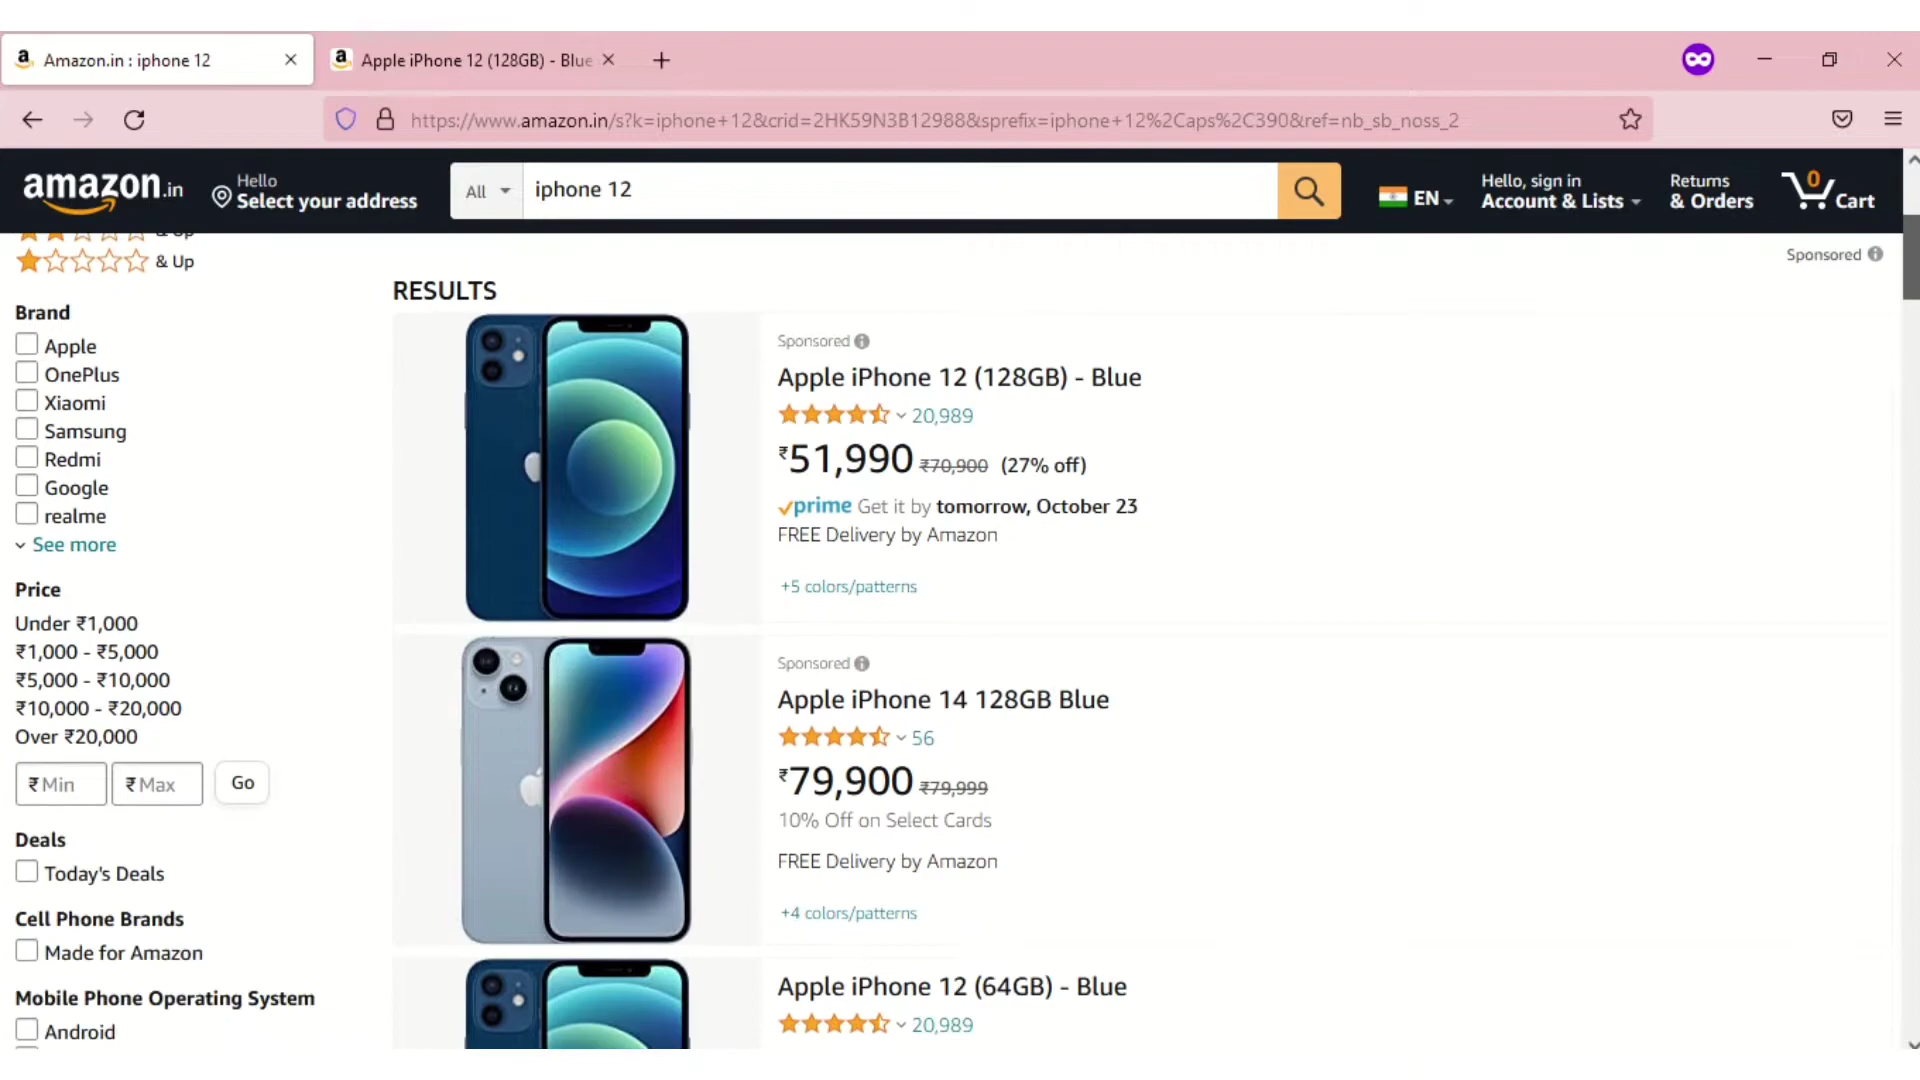 Amazon.in : iphone 12
Apple iPhone 12 (128GB) - Blue
https://www.amazon.in/s?k=iphone+12&crid=2HK59N3B12988&sprefix=iphone+12%2Caps%2C390&ref=nb_sb_noss_2
amazon.in
Hello
Select your address
All
iphone 12
EN
Hello, sign in
Account & Lists
Returns
& Orders
0
Cart
& Up
& Up
Sponsored
Brand
Apple
OnePlus
Xiaomi
Samsung
Redmi
Google
realme
See more
Price
Under ₹1,000
₹1,000 - ₹5,000
₹5,000 - ₹10,000
₹10,000 - ₹20,000
Over ₹20,000
₹ Min
₹ Max
Go
Deals
Today's Deals
Cell Phone Brands
Made for Amazon
Mobile Phone Operating System
Android
RESULTS
Sponsored
Apple iPhone 12 (128GB) - Blue
20,989
₹51,990 ₹70,900 (27% off)
prime Get it by tomorrow, October 23
FREE Delivery by Amazon
+5 colors/patterns
Sponsored
Apple iPhone 14 128GB Blue
56
₹79,900 ₹79,999
10% Off on Select Cards
FREE Delivery by Amazon
+4 colors/patterns
Apple iPhone 12 (64GB) - Blue
20,989